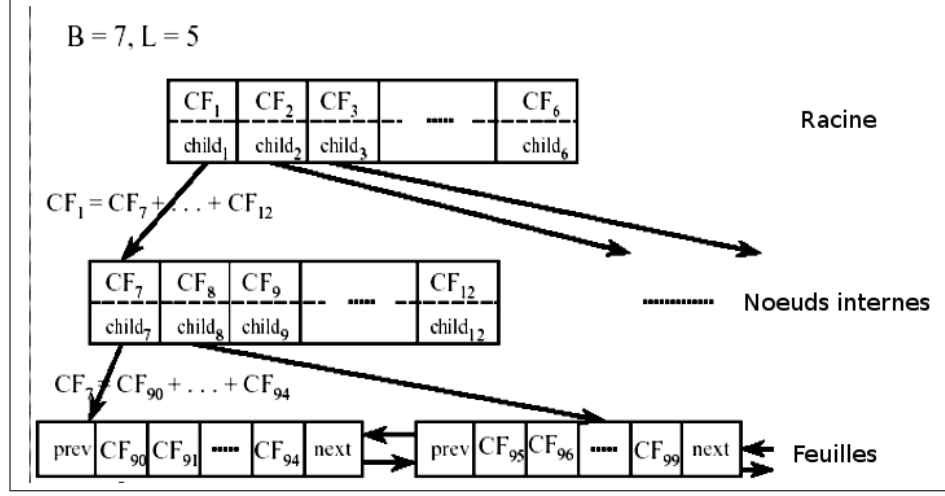 B = 7, L = 5
CF1 CF2 CF3 ..... CF6
Racine
child1 child2 child3 child6
CF1 = CF7 + . . . + CF12
CF7 CF8 CF9 ..... CF12
Noeuds internes
child7 child8 child9 child12
CF7 = CF90 + . . . + CF94
prev CF90 CF91 ..... CF94 next prev CF95 CF96 ..... CF99 next
Feuilles